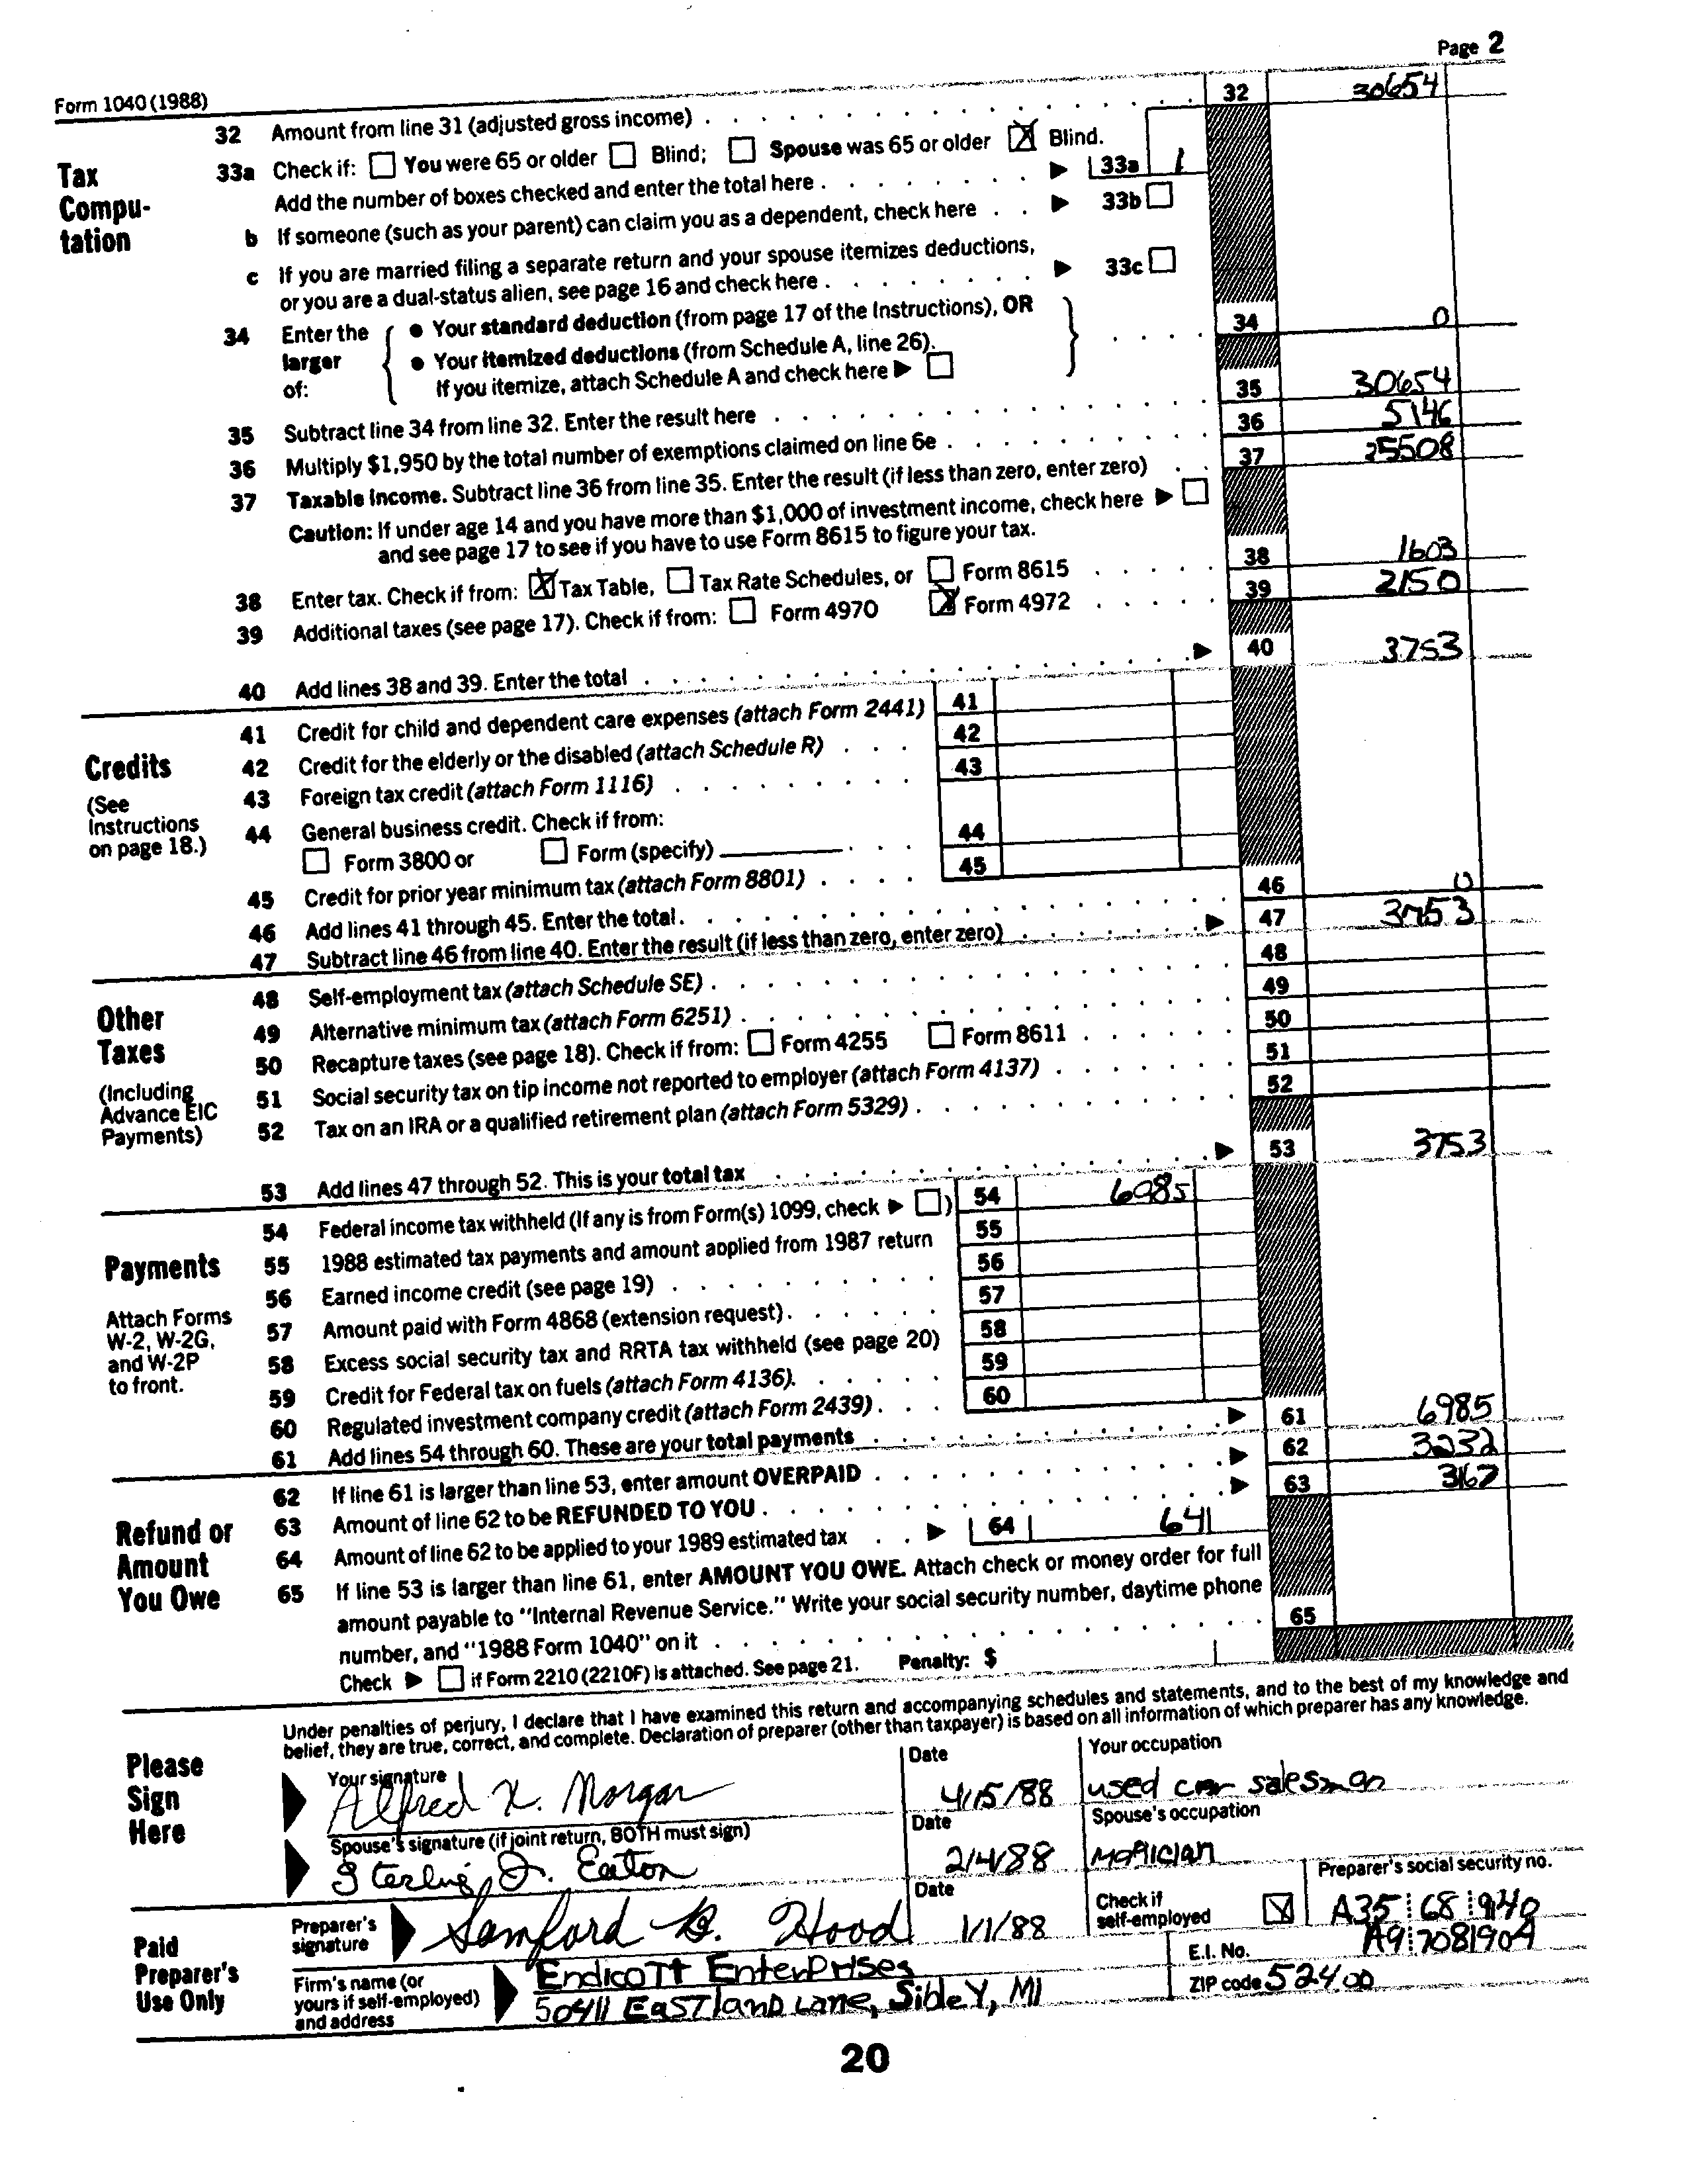 Page 2
Form 1040 (1988)
32 Amount from line 31 (adjusted gross income) 32 30654
Tax Compu-tation
33a Check if: You were 65 or older Blind; Spouse was 65 or older X Blind.
Add the number of boxes checked and enter the total here 33a 1
b If someone (such as your parent) can claim you as a dependent, check here 33b
c If you are married filing a separate return and your spouse itemizes deductions,
or you are a dual-status alien, see page 16 and check here 33c
34 Enter the larger of:
• Your standard deduction (from page 17 of the Instructions), OR
• Your itemized deductions (from Schedule A, line 26).
If you itemize, attach Schedule A and check here
34 0
35 Subtract line 34 from line 32. Enter the result here 35 30654
36 Multiply $1,950 by the total number of exemptions claimed on line 6e 36 5146
37 Taxable income. Subtract line 36 from line 35. Enter the result (if less than zero, enter zero) 37 25508
Caution: If under age 14 and you have more than $1,000 of investment income, check here
and see page 17 to see if you have to use Form 8615 to figure your tax.
38 Enter tax. Check if from: X Tax Table, Tax Rate Schedules, or Form 8615 38 1603
39 Additional taxes (see page 17). Check if from: Form 4970 X Form 4972 39 2150
40 Add lines 38 and 39. Enter the total 40 3753
Credits
(See Instructions on page 18.)
41 Credit for child and dependent care expenses (attach Form 2441) 41
42 Credit for the elderly or the disabled (attach Schedule R) 42
43 Foreign tax credit (attach Form 1116) 43
44 General business credit. Check if from:
Form 3800 or Form (specify) 44
45 Credit for prior year minimum tax (attach Form 8801) 45
46 Add lines 41 through 45. Enter the total. 46 0
47 Subtract line 46 from line 40. Enter the result (if less than zero, enter zero) 47 3753
Other Taxes
(Including Advance EIC Payments)
48 Self-employment tax (attach Schedule SE) 48
49 Alternative minimum tax (attach Form 6251) 49
50 Recapture taxes (see page 18). Check if from: Form 4255 Form 8611 50
51 Social security tax on tip income not reported to employer (attach Form 4137) 51
52 Tax on an IRA or a qualified retirement plan (attach Form 5329) 52
53 Add lines 47 through 52. This is your total tax 53 3753
Payments
Attach Forms W-2, W-2G, and W-2P to front.
54 Federal income tax withheld (If any is from Form(s) 1099, check ) 54 6985
55 1988 estimated tax payments and amount applied from 1987 return 55
56 Earned income credit (see page 19) 56
57 Amount paid with Form 4868 (extension request). 57
58 Excess social security tax and RRTA tax withheld (see page 20) 58
59 Credit for Federal tax on fuels (attach Form 4136). 59
60 Regulated investment company credit (attach Form 2439) 60
61 Add lines 54 through 60. These are your total payments 61 6985
Refund or Amount You Owe
62 If line 61 is larger than line 53, enter amount OVERPAID 62 3232
63 Amount of line 62 to be REFUNDED TO YOU 63 3167
64 Amount of line 62 to be applied to your 1989 estimated tax 64 641
65 If line 53 is larger than line 61, enter AMOUNT YOU OWE. Attach check or money order for full
amount payable to "Internal Revenue Service." Write your social security number, daytime phone
number, and "1988 Form 1040" on it 65
Check if Form 2210 (2210F) is attached. See page 21. Penalty: $
Please Sign Here
Under penalties of perjury, I declare that I have examined this return and accompanying schedules and statements, and to the best of my knowledge and
belief, they are true, correct, and complete. Declaration of preparer (other than taxpayer) is based on all information of which preparer has any knowledge.
Your signature Date Your occupation
Alfred X. Morgan 4/15/88 used car salesman
Spouse's signature (if joint return, BOTH must sign) Date Spouse's occupation
Sterling J. Eaton 2/4/88 Magician
Paid Preparer's Use Only
Preparer's signature Date Check if self-employed X Preparer's social security no.
Samford B. Hood 1/1/88 A35 68 9140
Firm's name (or yours if self-employed) and address
Endicott Enterprises E.I. No. A9 7081904
50411 Eastland Lane, Sibley, MI ZIP code 52400
20